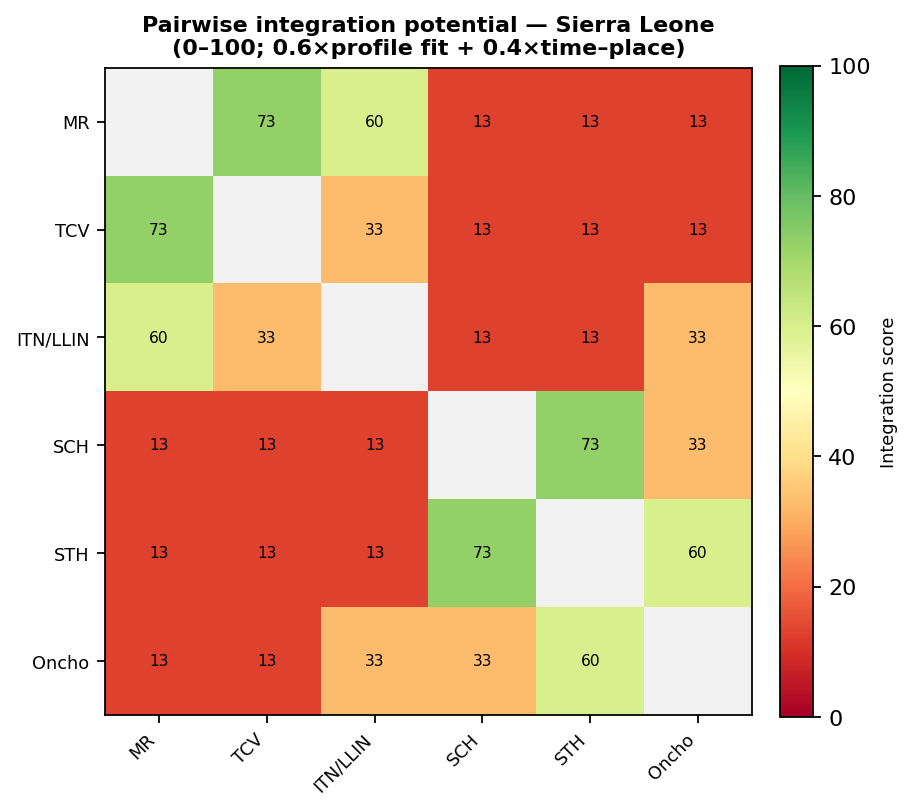 Pairwise integration potential — Sierra Leone
(0–100; 0.6×profile fit + 0.4×time–place)
MR 73 60 13 13 13
TCV 73 33 13 13 13
ITN/LLIN 60 33 13 13 33
SCH 13 13 13 73 33
STH 13 13 13 73 60
Oncho 13 13 33 33 60
MR TCV ITN/LLIN SCH STH Oncho
100
80
60
40
20
0
Integration score